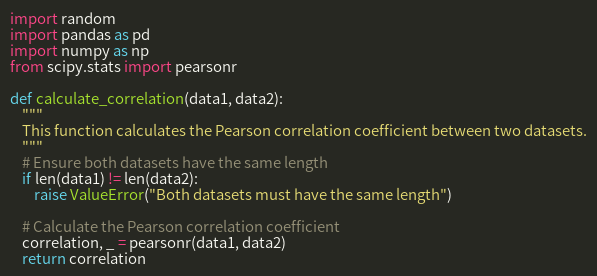 import random
import pandas as pd
import numpy as np
from scipy.stats import pearsonr

def calculate_correlation(data1, data2):
    """
    This function calculates the Pearson correlation coefficient between two datasets.
    """
    # Ensure both datasets have the same length
    if len(data1) != len(data2):
        raise ValueError("Both datasets must have the same length")

    # Calculate the Pearson correlation coefficient
    correlation, _ = pearsonr(data1, data2)
    return correlation